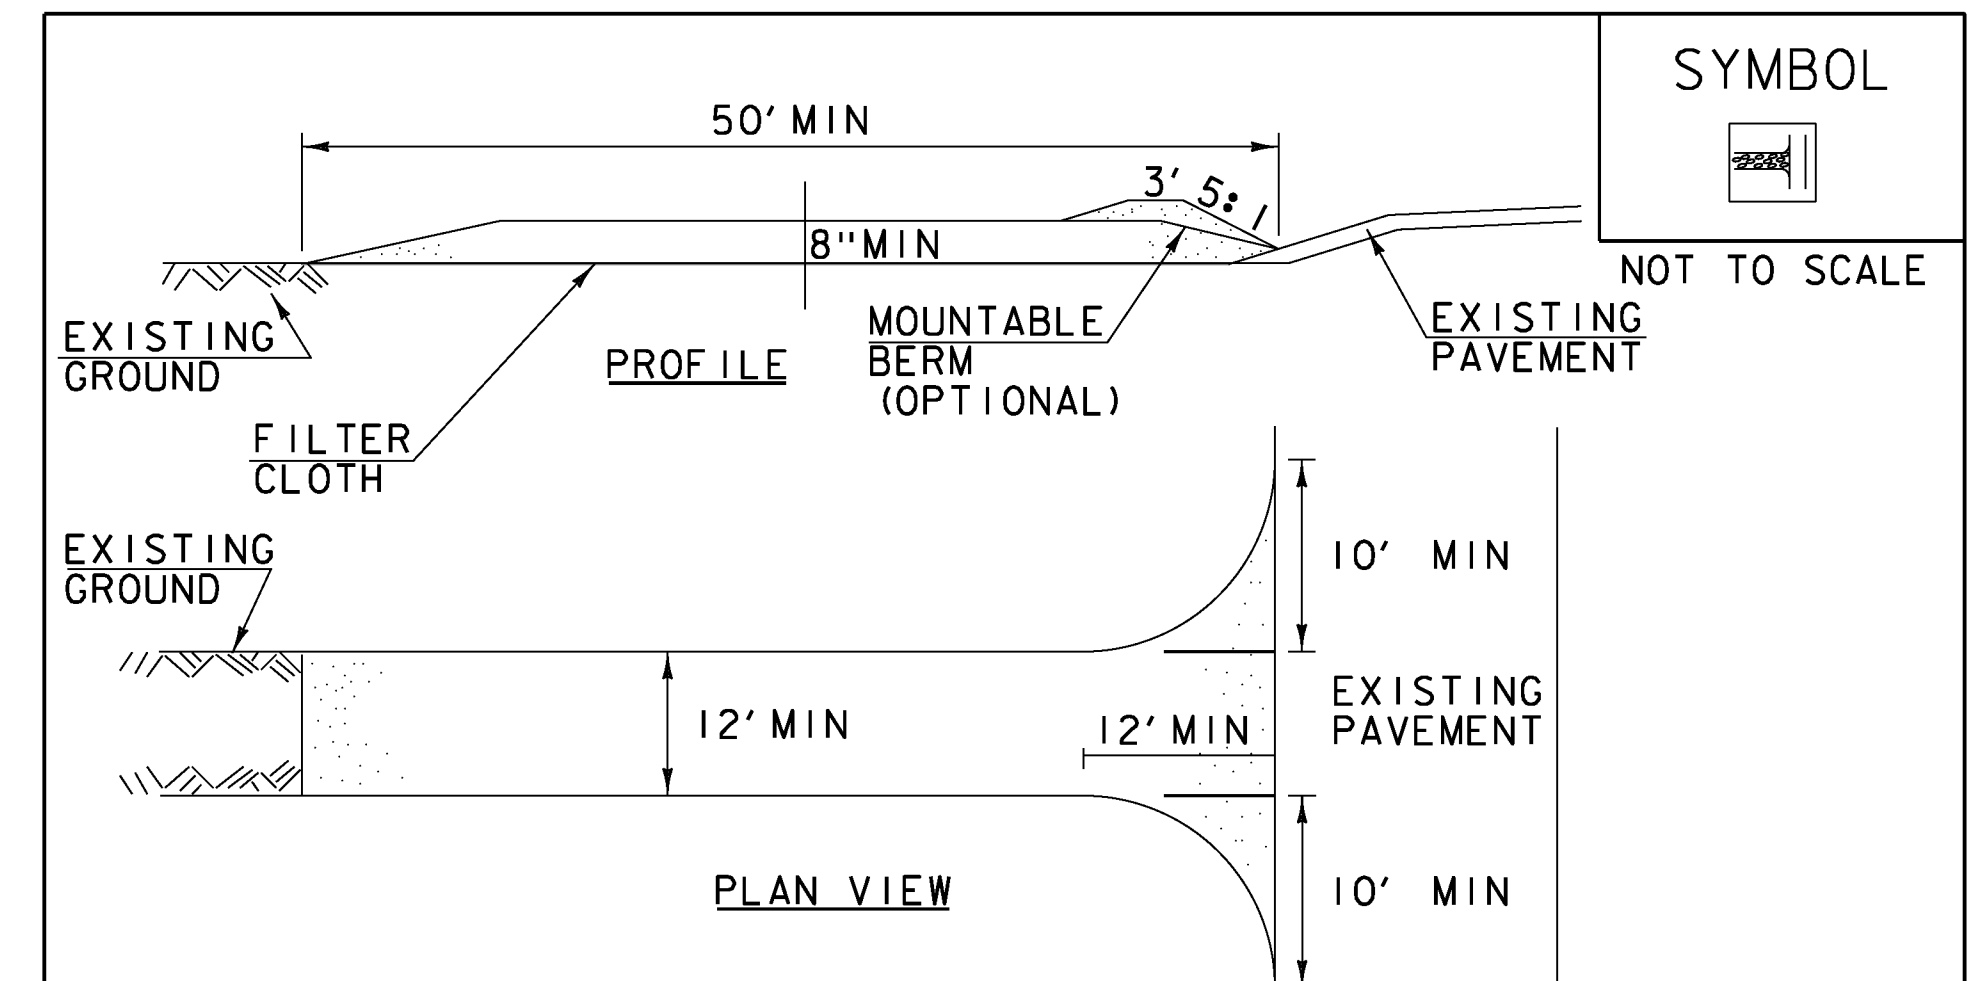 SYMBOL
50' MIN
3' 5:1
8" MIN
NOT TO SCALE
EXISTING
GROUND
PROFILE
MOUNTABLE
BERM
(OPTIONAL)
EXISTING
PAVEMENT
FILTER
CLOTH
EXISTING
GROUND
10' MIN
12' MIN
12' MIN
EXISTING
PAVEMENT
PLAN VIEW
10' MIN